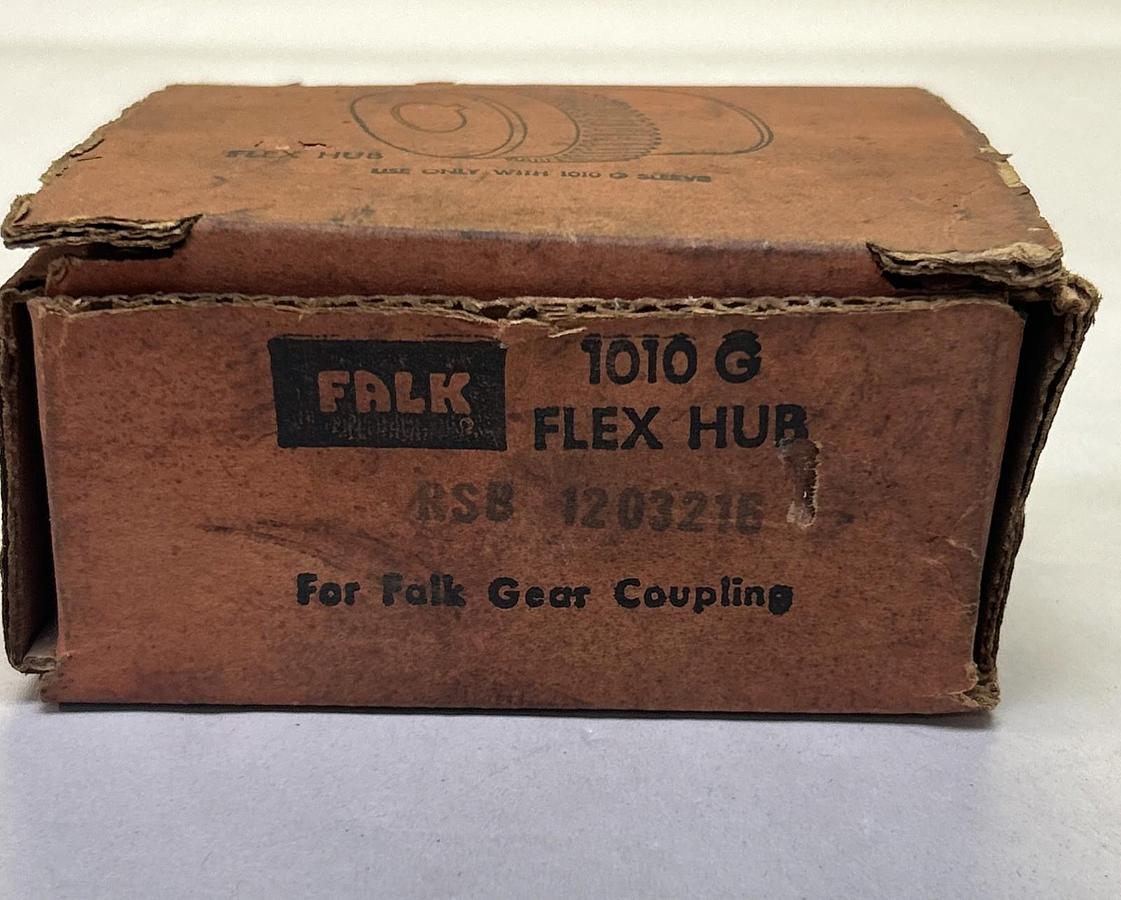 FLEX HUB
USE ONLY WITH 1010 G SLEEVE
FALK
1010 G
FLEX HUB
RSB 1203216
For Falk Gear Coupling